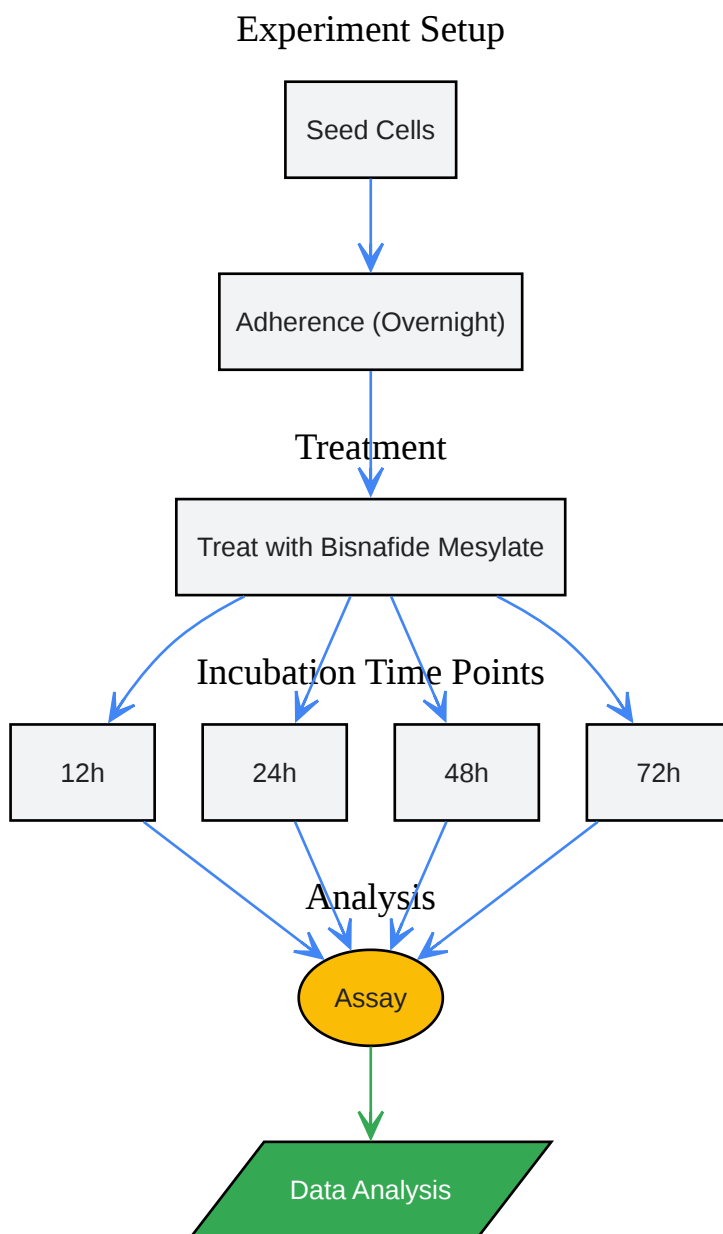 Experiment Setup
Seed Cells
Adherence (Overnight)
Treatment
Treat with Bisnafide Mesylate
Incubation Time Points
12h
24h
48h
72h
Analysis
Assay
Data Analysis